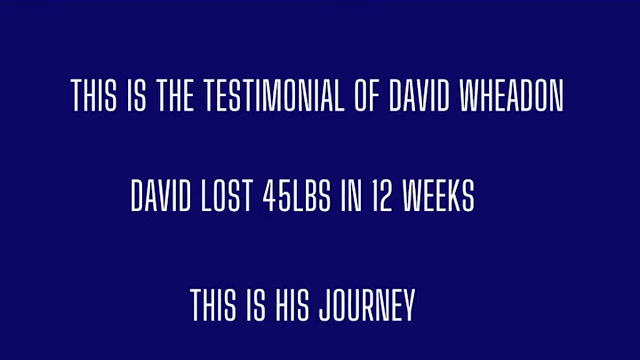 THIS IS THE TESTIMONIAL OF DAVID WHEADON
DAVID LOST 45LBS IN 12 WEEKS
THIS IS HIS JOURNEY